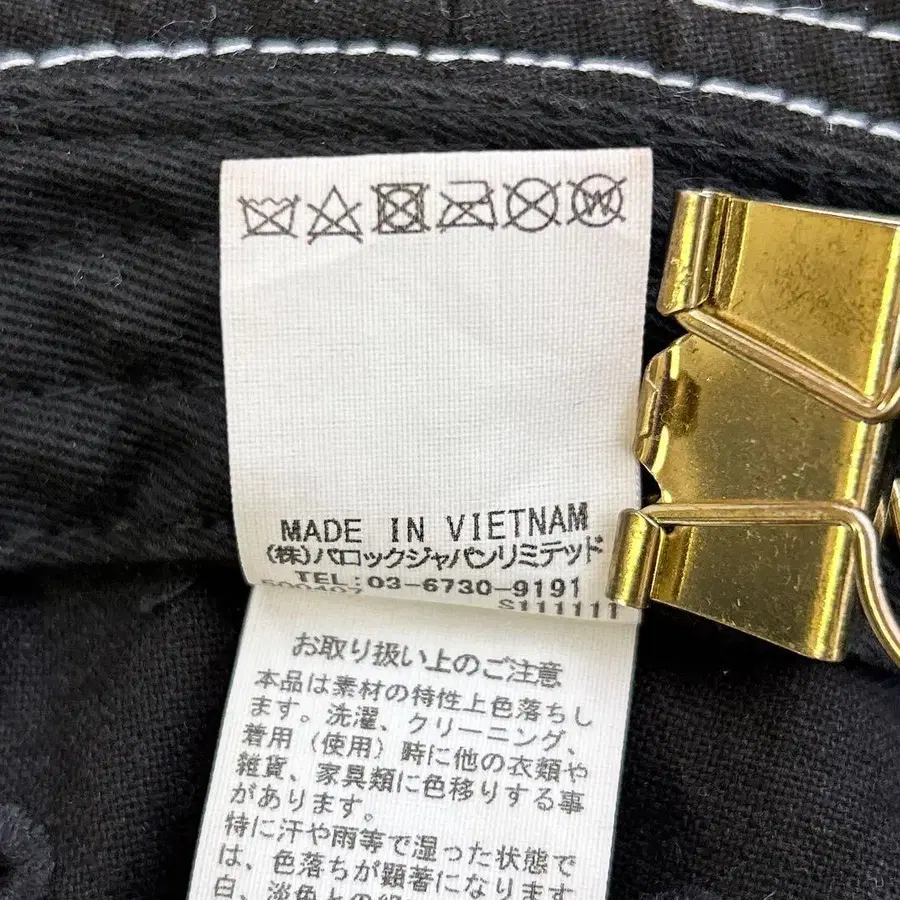 MADE IN VIETNAM
(株)バロックジャパンリミテッド
TEL:03-6730-9191
S111111
お取り扱い上のご注意
本品は素材の特性上色落ちし
ます。洗濯、クリーニング、
着用(使用)時に他の衣類や
雑貨、家具類に色移りする事
があります。
特に汗や雨等で湿った状態で
は、色落ちが顕著になります
白、淡色との